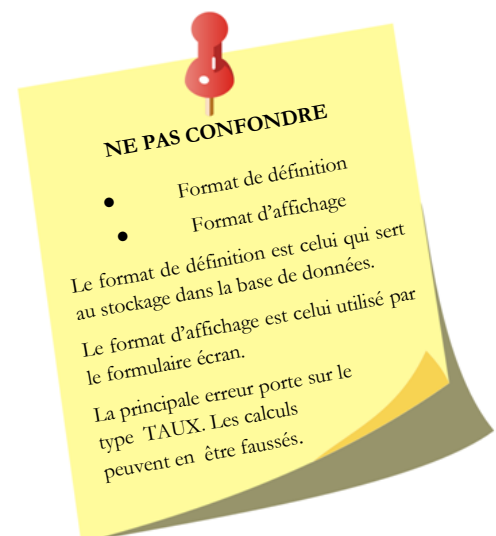 NE PAS CONFONDRE
• Format de définition
• Format d’affichage
Le format de définition est celui qui sert
au stockage dans la base de données.
Le format d’affichage est celui utilisé par
le formulaire écran.
La principale erreur porte sur le
type TAUX. Les calculs
peuvent en être faussés.